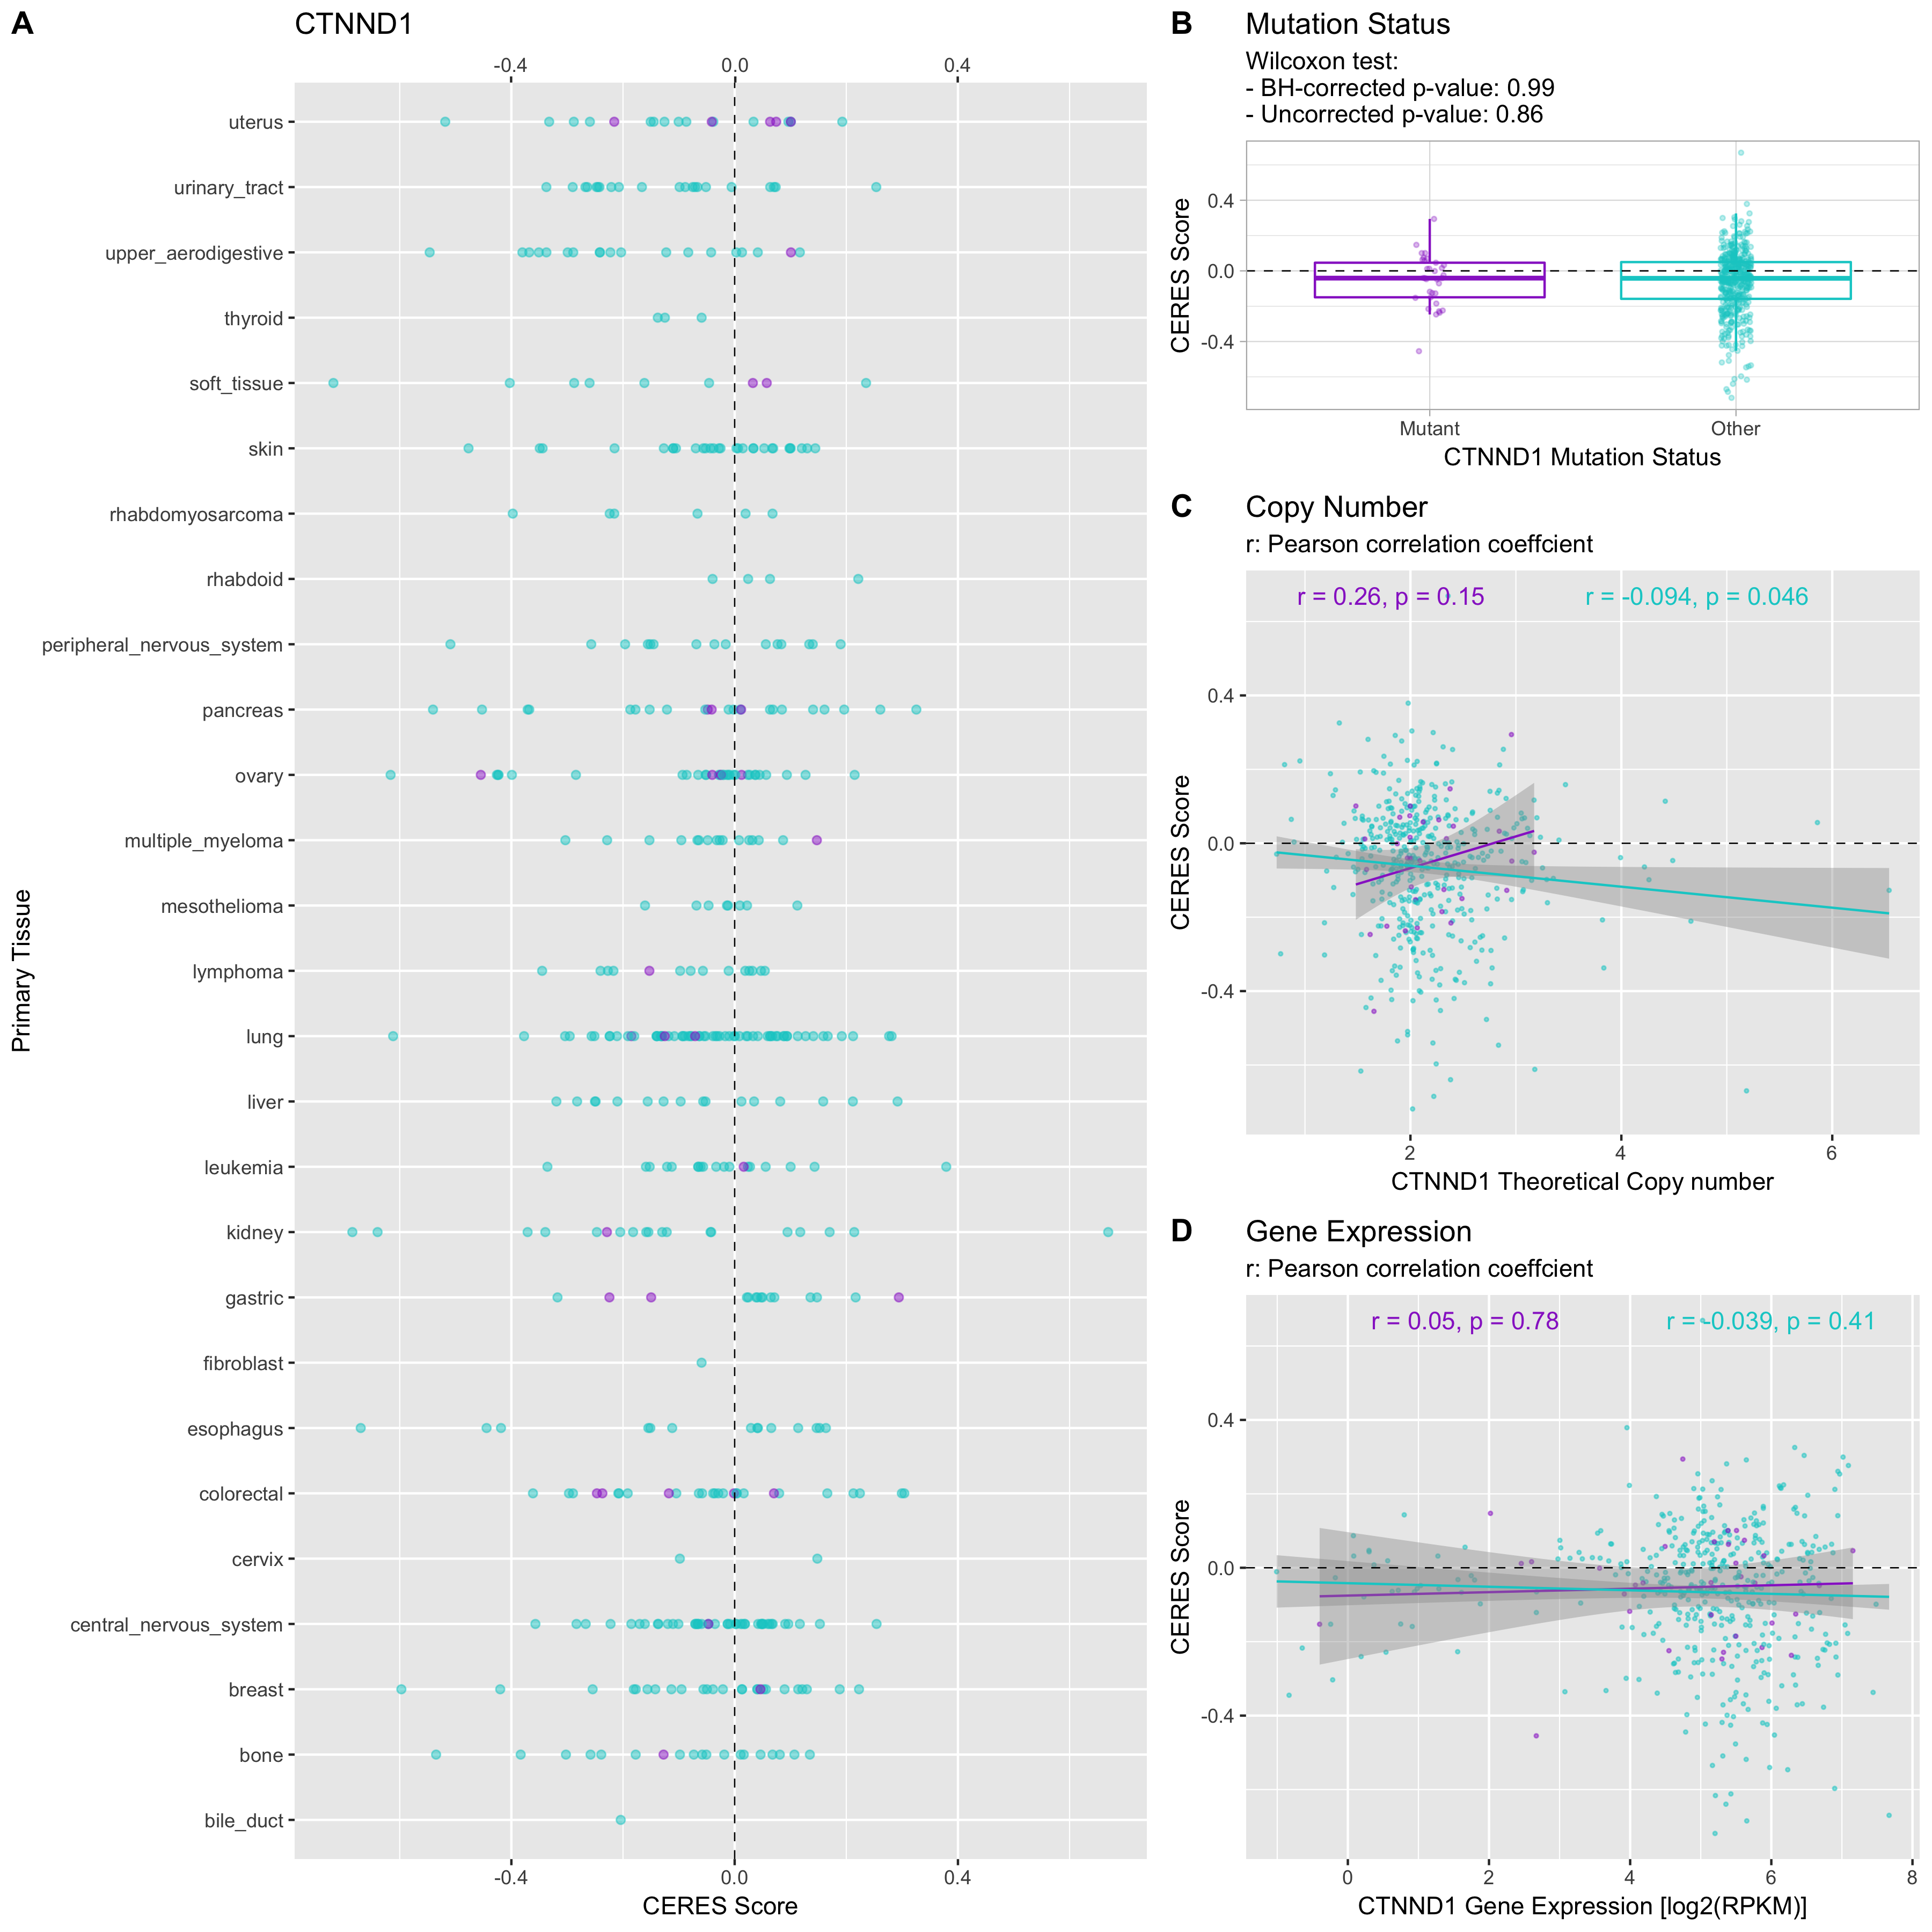 A
CTNND1
-0.4 0.0 0.4
Primary Tissue
uterus
urinary_tract
upper_aerodigestive
thyroid
soft_tissue
skin
rhabdomyosarcoma
rhabdoid
peripheral_nervous_system
pancreas
ovary
multiple_myeloma
mesothelioma
lymphoma
lung
liver
leukemia
kidney
gastric
fibroblast
esophagus
colorectal
cervix
central_nervous_system
breast
bone
bile_duct
-0.4 0.0 0.4
CERES Score
B
Mutation Status
Wilcoxon test:
- BH-corrected p-value: 0.99
- Uncorrected p-value: 0.86
CERES Score
0.4
0.0
-0.4
Mutant Other
CTNND1 Mutation Status
C
Copy Number
r: Pearson correlation coeffcient
r = 0.26, p = 0.15 r = -0.094, p = 0.046
CERES Score
0.4
0.0
-0.4
2 4 6
CTNND1 Theoretical Copy number
D
Gene Expression
r: Pearson correlation coeffcient
r = 0.05, p = 0.78 r = -0.039, p = 0.41
CERES Score
0.4
0.0
-0.4
0 2 4 6 8
CTNND1 Gene Expression [log2(RPKM)]